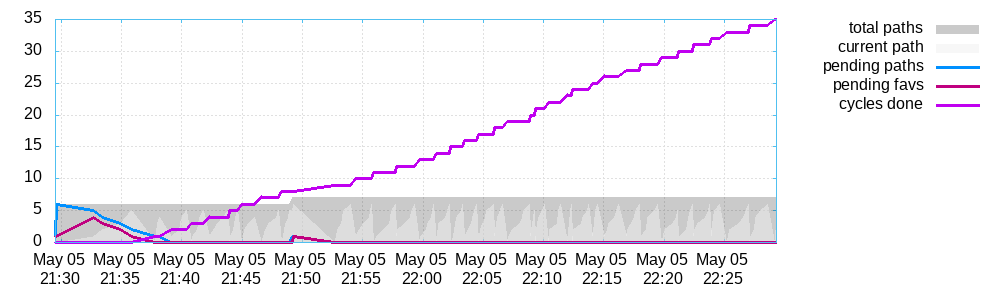 35
30
25
20
15
10
5
0
May 05 May 05 May 05 May 05 May 05 May 05 May 05 May 05 May 05 May 05 May 05 May 05
21:30 21:35 21:40 21:45 21:50 21:55 22:00 22:05 22:10 22:15 22:20 22:25
total paths
current path
pending paths
pending favs
cycles done